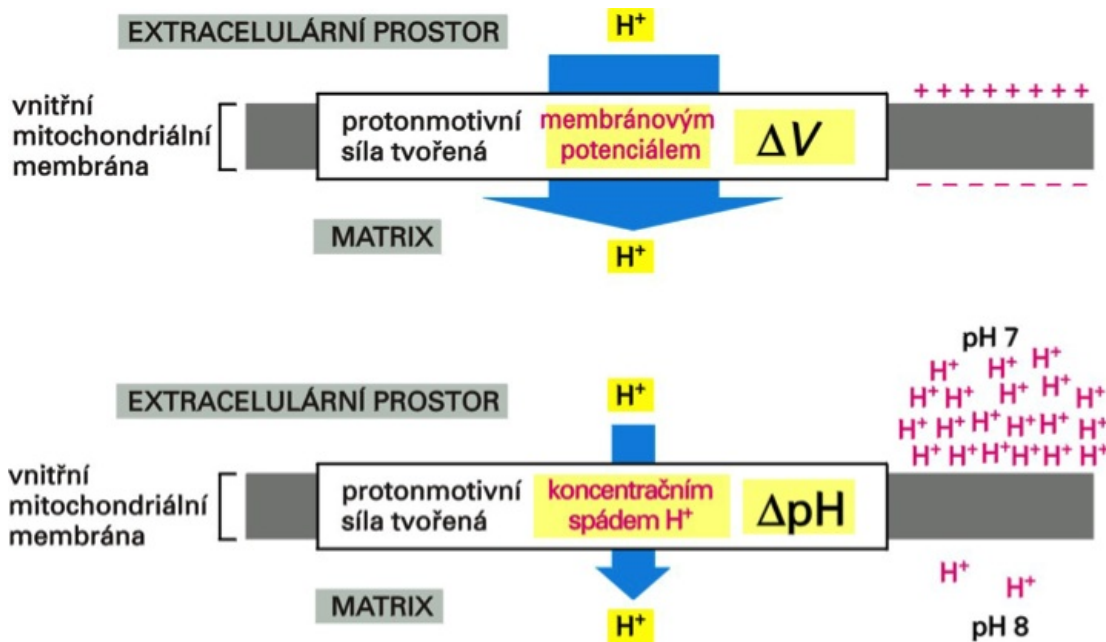 EXTRACELULÁRNÍ PROSTOR
H⁺
vnitřní
mitochondriální
membrána
protonmotivní
síla tvořená
membránovým
potenciálem
ΔV
+ + + + + + + +
− − − − − − −
MATRIX
H⁺
pH 7
H⁺ H⁺ H⁺
H⁺ H⁺ H⁺ H⁺ H⁺
H⁺ H⁺ H⁺ H⁺ H⁺ H⁺
H⁺ H⁺ H⁺ H⁺ H⁺ H⁺
EXTRACELULÁRNÍ PROSTOR
H⁺
vnitřní
mitochondriální
membrána
protonmotivní
síla tvořená
koncentračním
spádem H⁺
ΔpH
MATRIX
H⁺
H⁺ H⁺
pH 8